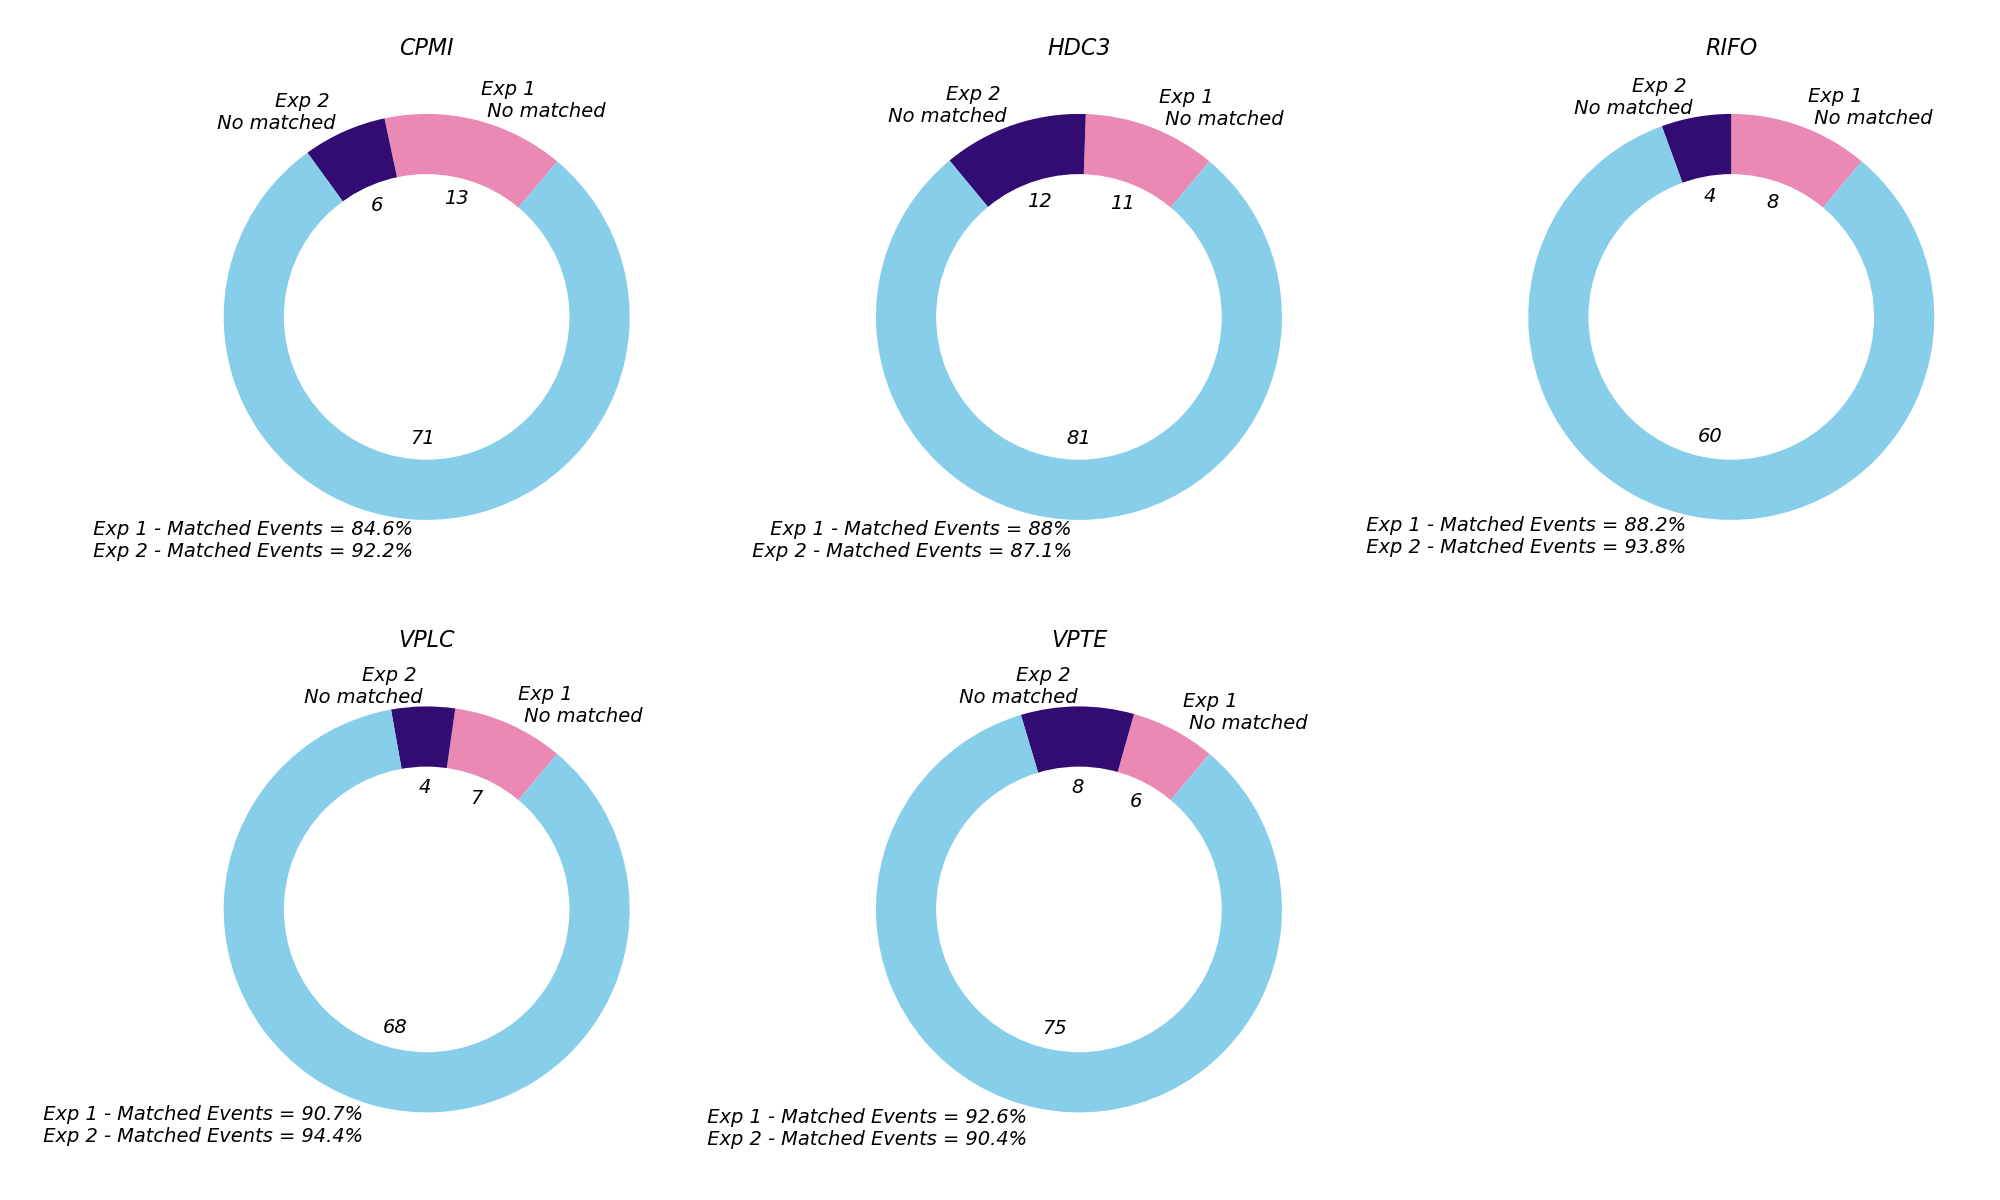 CPMI
Exp 2
No matched
Exp 1
No matched
6
13
71
Exp 1 - Matched Events = 84.6%
Exp 2 - Matched Events = 92.2%
HDC3
Exp 2
No matched
Exp 1
No matched
12
11
81
Exp 1 - Matched Events = 88%
Exp 2 - Matched Events = 87.1%
RIFO
Exp 2
No matched
Exp 1
No matched
4
8
60
Exp 1 - Matched Events = 88.2%
Exp 2 - Matched Events = 93.8%
VPLC
Exp 2
No matched
Exp 1
No matched
4
7
68
Exp 1 - Matched Events = 90.7%
Exp 2 - Matched Events = 94.4%
VPTE
Exp 2
No matched
Exp 1
No matched
8
6
75
Exp 1 - Matched Events = 92.6%
Exp 2 - Matched Events = 90.4%